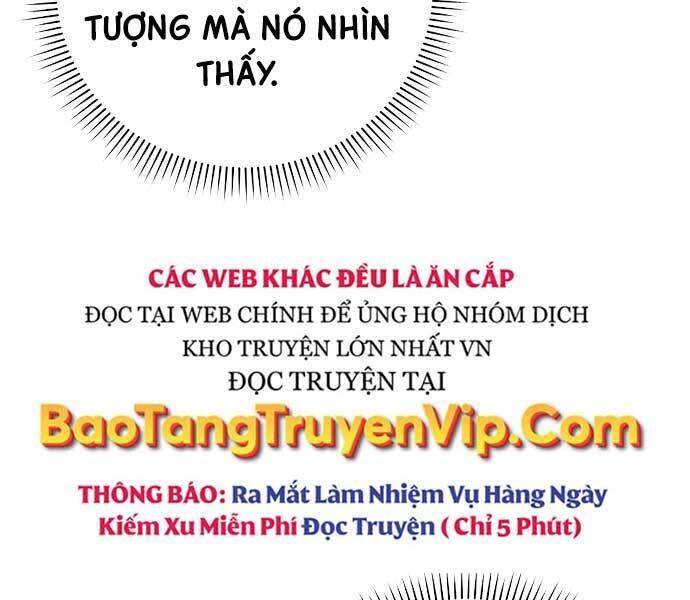 TƯỢNG MÀ NÓ NHÌN
THẤY.
CÁC WEB KHÁC ĐỀU LÀ ĂN CẮP
ĐỌC TẠI WEB CHÍNH ĐỂ ỦNG HỘ NHÓM DỊCH
KHO TRUYỆN LỚN NHẤT VN
ĐỌC TRUYỆN TẠI
BaoTangTruyenVip.Com
THÔNG BÁO: Ra Mắt Làm Nhiệm Vụ Hàng Ngày
Kiếm Xu Miễn Phí Đọc Truyện ( Chỉ 5 Phút)